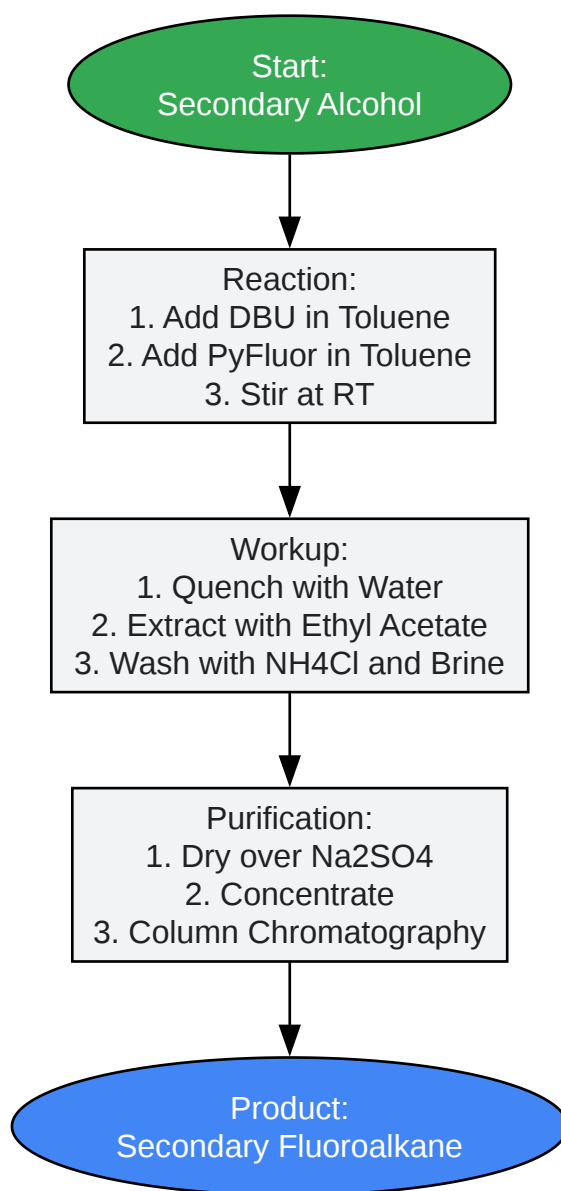 Start:
Secondary Alcohol
Reaction:
1. Add DBU in Toluene
2. Add PyFluor in Toluene
3. Stir at RT
Workup:
1. Quench with Water
2. Extract with Ethyl Acetate
3. Wash with NH4Cl and Brine
Purification:
1. Dry over Na2SO4
2. Concentrate
3. Column Chromatography
Product:
Secondary Fluoroalkane